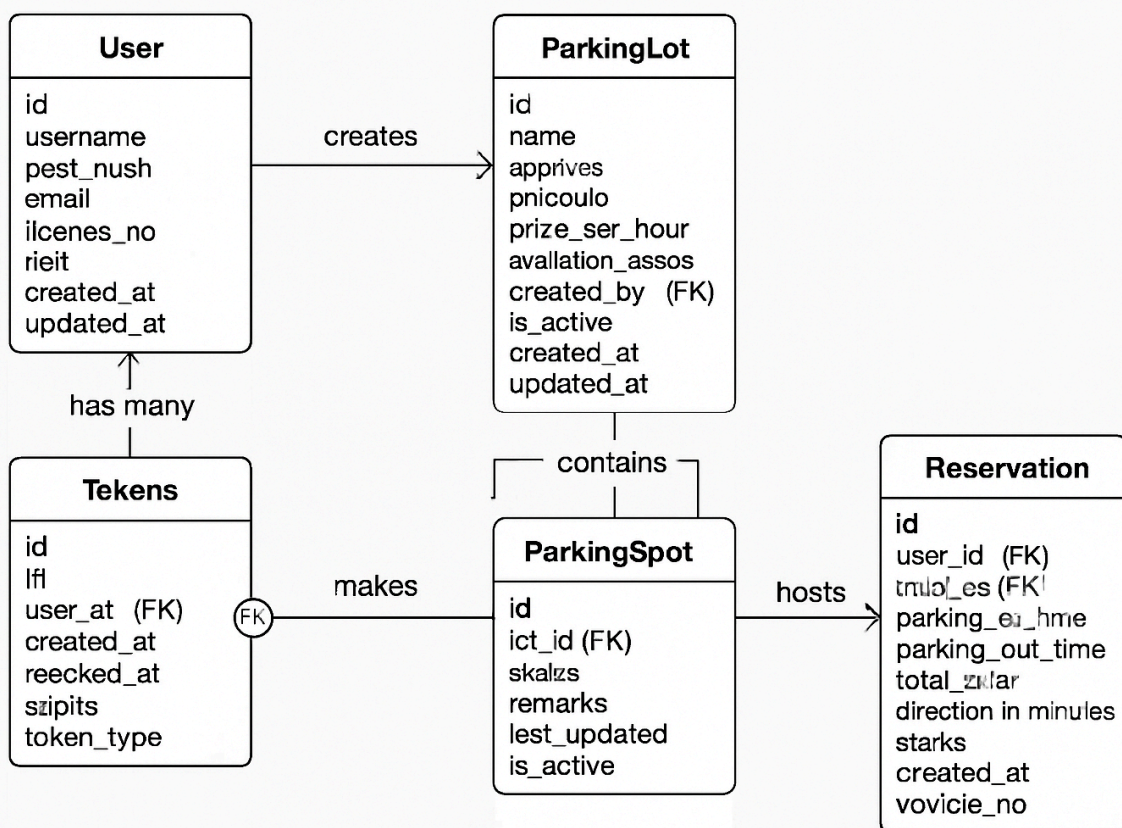 User
id
username
pest_nush
email
ilcenes_no
rieit
created_at
updated_at
creates
ParkingLot
id
name
apprives
pnicoulo
prize_ser_hour
avallation_assos
created_by (FK)
is_active
created_at
updated_at
has many
contains
Tekens
id
user_at (FK)
created_at
reecked_at
szipits
token_type
FK
makes
ParkingSpot
id
ict_id (FK)
remarks
lest_updated
is_active
hosts
Reservation
id
user_id (FK)
(FK
parking_out_time
direction in minules
starks
created_at
vovicie_no